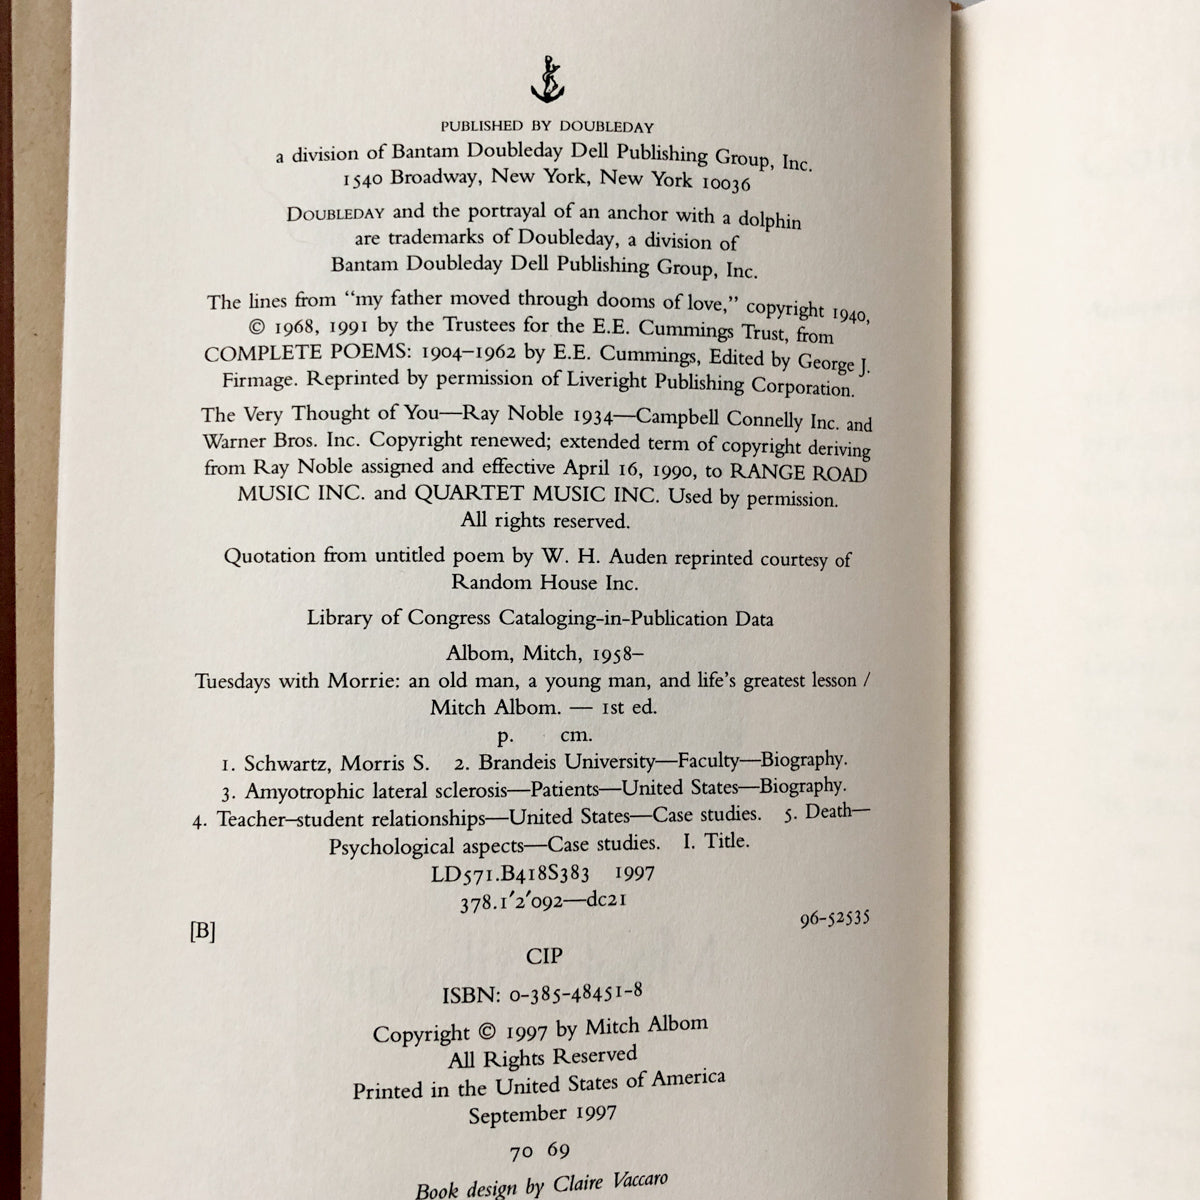 PUBLISHED BY DOUBLEDAY
a division of Bantam Doubleday Dell Publishing Group, Inc.
1540 Broadway, New York, New York 10036
DOUBLEDAY and the portrayal of an anchor with a dolphin
are trademarks of Doubleday, a division of
Bantam Doubleday Dell Publishing Group, Inc.
The lines from “my father moved through dooms of love,” copyright 1940,
© 1968, 1991 by the Trustees for the E.E. Cummings Trust, from
COMPLETE POEMS: 1904–1962 by E.E. Cummings, Edited by George J.
Firmage. Reprinted by permission of Liveright Publishing Corporation.
The Very Thought of You—Ray Noble 1934—Campbell Connelly Inc. and
Warner Bros. Inc. Copyright renewed; extended term of copyright deriving
from Ray Noble assigned and effective April 16, 1990, to RANGE ROAD
MUSIC INC. and QUARTET MUSIC INC. Used by permission.
All rights reserved.
Quotation from untitled poem by W. H. Auden reprinted courtesy of
Random House Inc.
Library of Congress Cataloging-in-Publication Data
Albom, Mitch, 1958–
Tuesdays with Morrie: an old man, a young man, and life’s greatest lesson /
Mitch Albom. — 1st ed.
p. cm.
1. Schwartz, Morris S. 2. Brandeis University—Faculty—Biography.
3. Amyotrophic lateral sclerosis—Patients—United States—Biography.
4. Teacher–student relationships—United States—Case studies. 5. Death—
Psychological aspects—Case studies. I. Title.
LD571.B418S383 1997
378.1′2′092—dc21
[B] 96-52535
CIP
ISBN: 0-385-48451-8
Copyright © 1997 by Mitch Albom
All Rights Reserved
Printed in the United States of America
September 1997
70 69
Book design by Claire Vaccaro